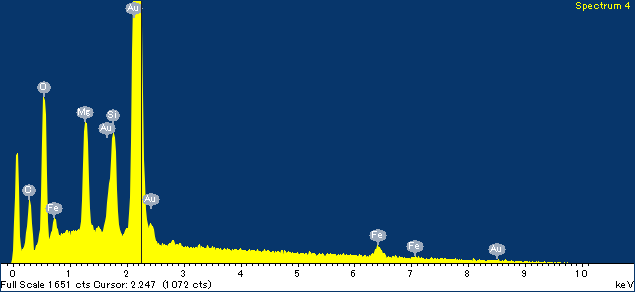 Spectrum 4
Au
O
Mg
Si
Au
O
Fe
Au
Fe
Fe
Au
0 1 2 3 4 5 6 7 8 9 10
Full Scale 1651 cts Cursor: 2.247 (1072 cts) keV